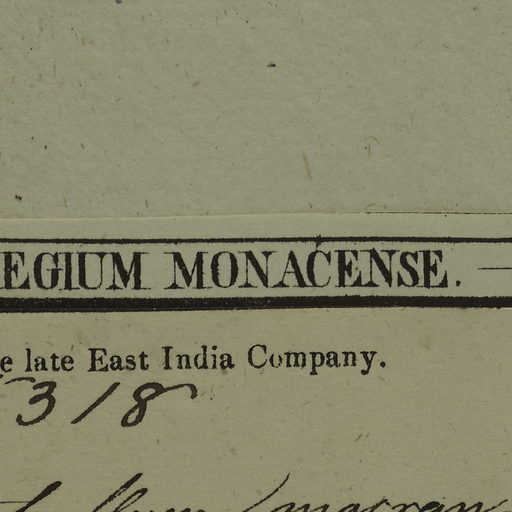 EGIUM MONACENSE. —
e late East India Company.
318